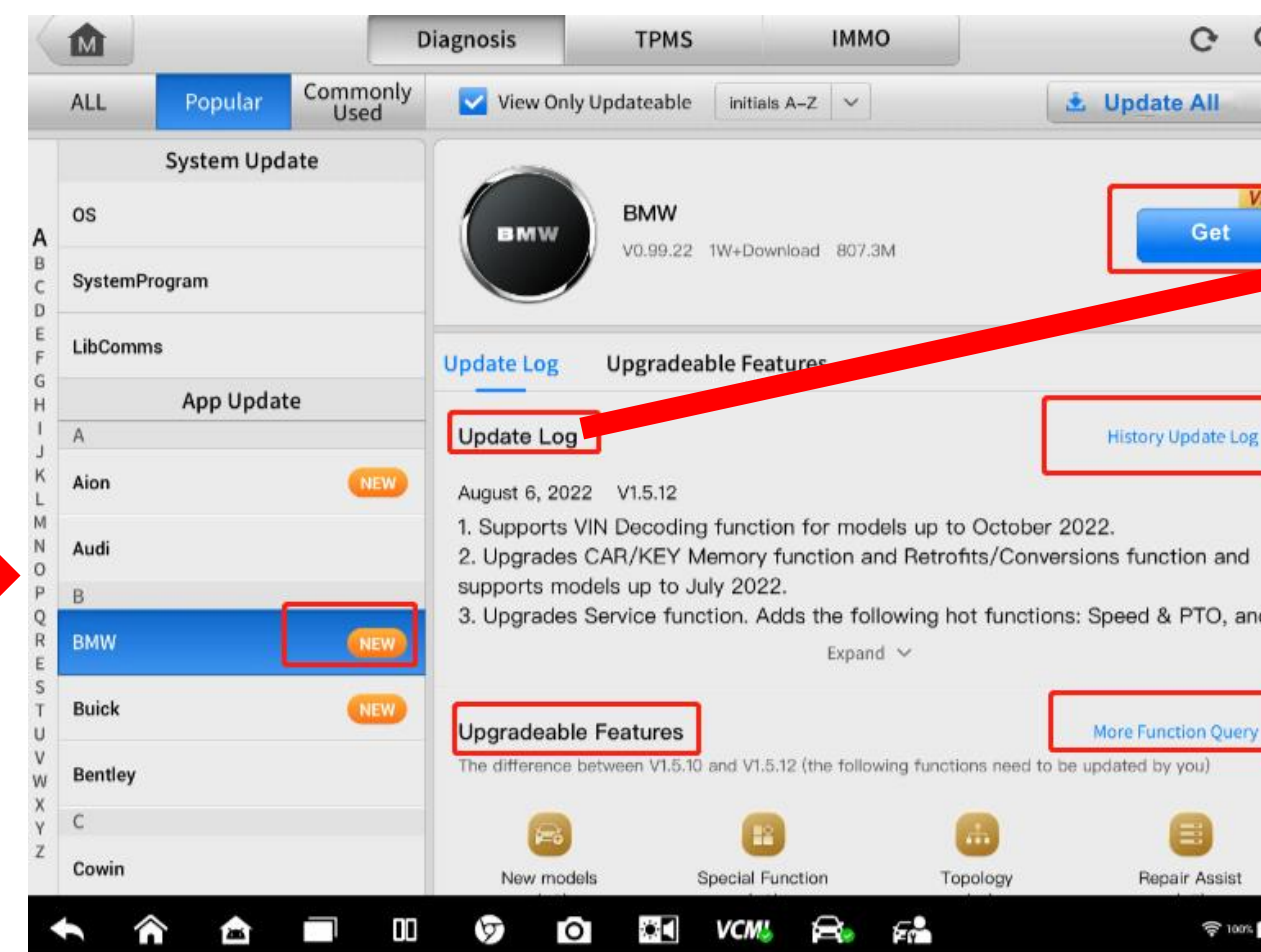 M
Diagnosis TPMS IMMO
ALL Popular Commonly Used
View Only Updateable initials A–Z Update All
System Update
OS
SystemProgram
LibComms
App Update
A
Aion NEW
Audi
B
BMW NEW
Buick NEW
Bentley
C
Cowin
A
B
C
D
E
F
G
H
I
J
K
L
M
N
O
P
Q
R
E
S
T
U
V
W
X
Y
Z
BMW
BMW
V0.99.22 1W+Download 807.3M
Get
Update Log Upgradeable Features
Update Log History Update Log
August 6, 2022 V1.5.12
1. Supports VIN Decoding function for models up to October 2022.
2. Upgrades CAR/KEY Memory function and Retrofits/Conversions function and
supports models up to July 2022.
3. Upgrades Service function. Adds the following hot functions: Speed & PTO, and
Expand
Upgradeable Features More Function Query
The difference between V1.5.10 and V1.5.12 (the following functions need to be updated by you)
New models Special Function Topology Repair Assist
VCMI 100%